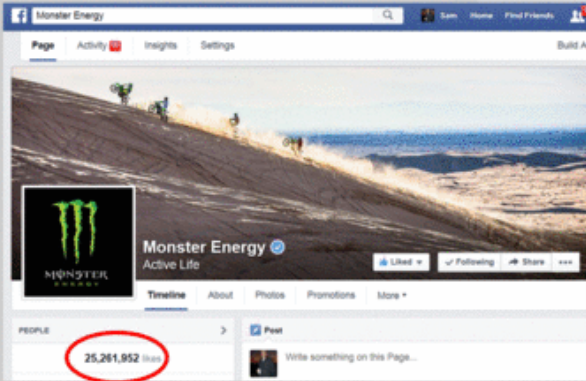 Monster Energy
Sam Home Find Friends
Page Activity Insights Settings Build A
MONSTER
ENERGY
Monster Energy
Active Life
Liked Following Share
Timeline About Photos Promotions More
PEOPLE
25,261,952 likes
Post
Write something on this Page...